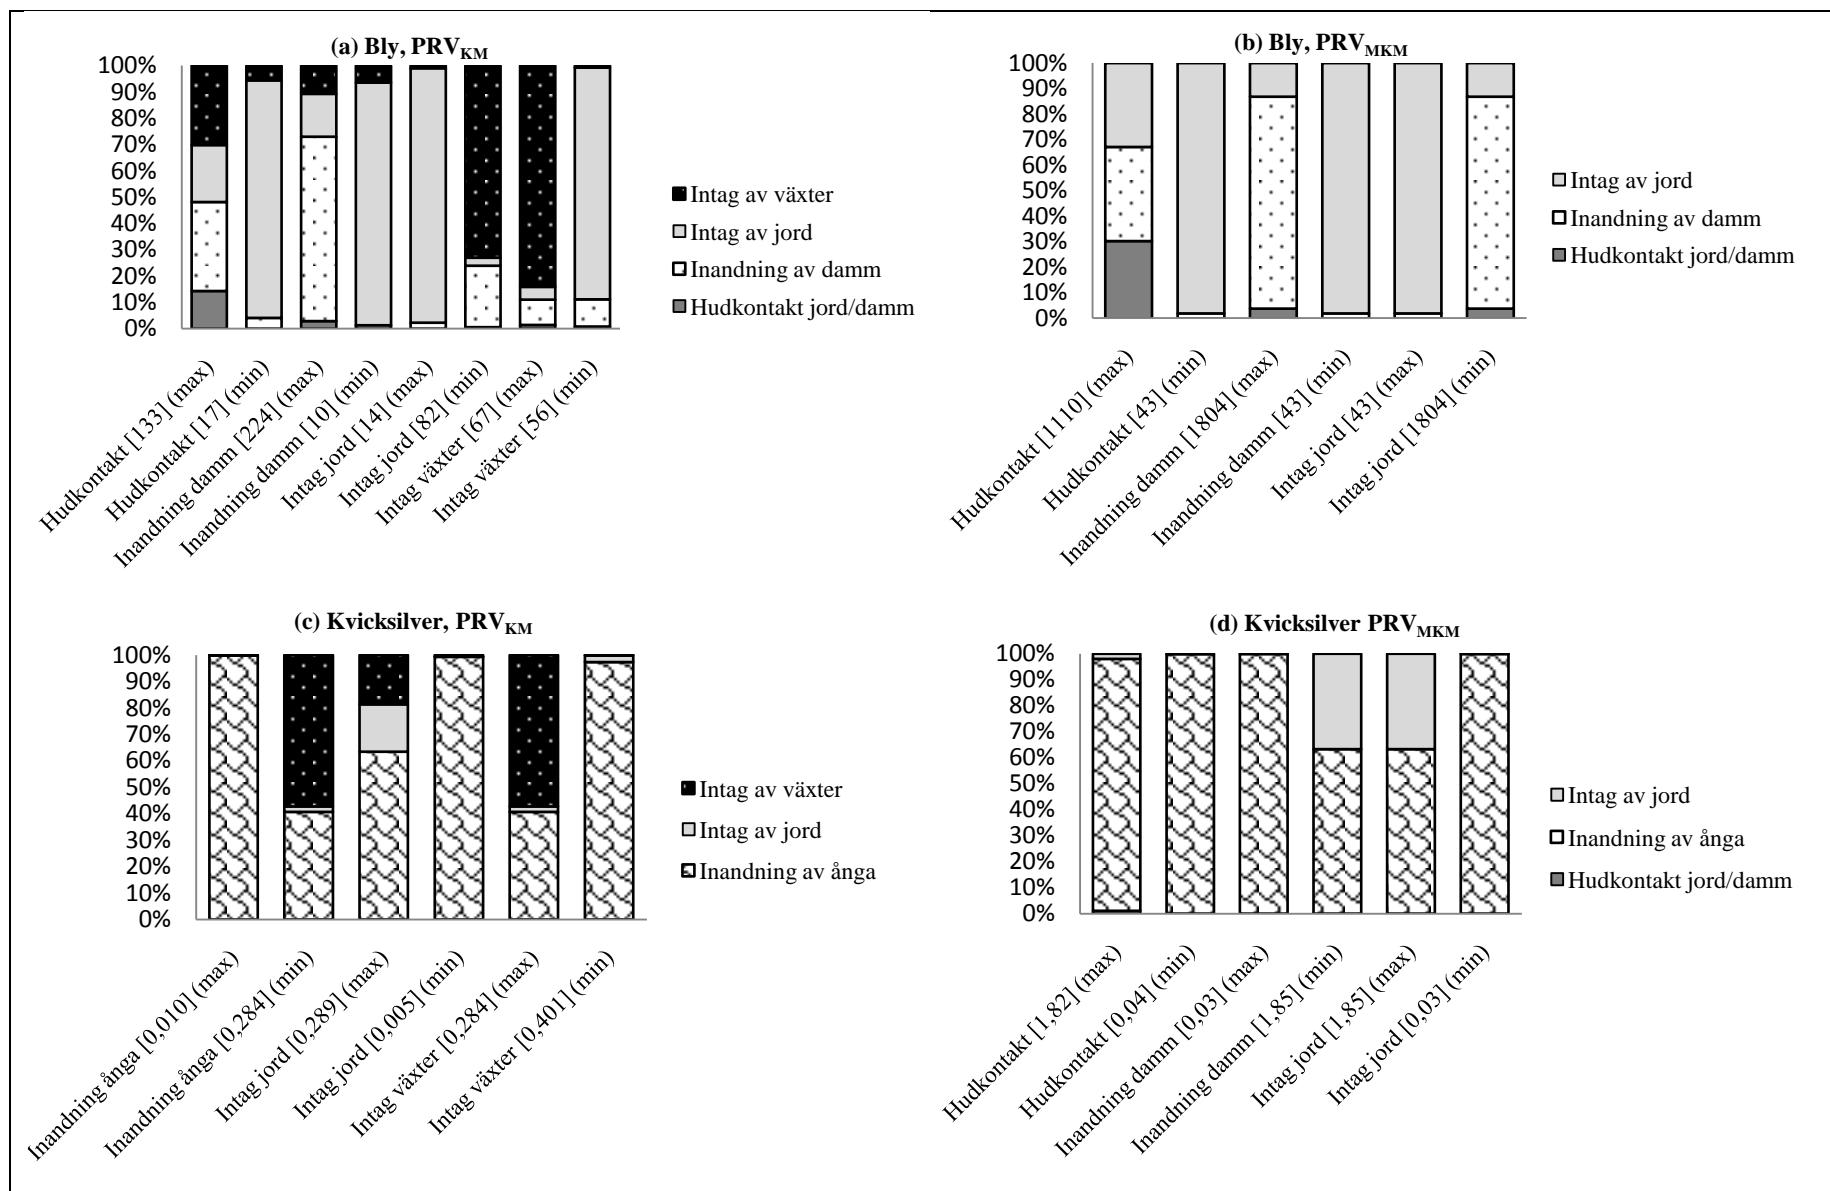 (a) Bly, PRV_KM
100%
90%
80%
70%
60%
50%
40%
30%
20%
10%
0%
Hudkontakt [133] (max)
Hudkontakt [17] (min)
Inandning damm [224] (max)
Inandning damm [10] (min)
Intag jord [14] (max)
Intag jord [82] (min)
Intag växter [67] (max)
Intag växter [56] (min)
Intag av växter
Intag av jord
Inandning av damm
Hudkontakt jord/damm
(b) Bly, PRV_MKM
100%
90%
80%
70%
60%
50%
40%
30%
20%
10%
0%
Hudkontakt [1110] (max)
Hudkontakt [43] (min)
Inandning damm [1804] (max)
Inandning damm [43] (min)
Intag jord [43] (max)
Intag jord [1804] (min)
Intag av jord
Inandning av damm
Hudkontakt jord/damm
(c) Kvicksilver, PRV_KM
100%
90%
80%
70%
60%
50%
40%
30%
20%
10%
0%
Inandning ånga [0,010] (max)
Inandning ånga [0,284] (min)
Intag jord [0,289] (max)
Intag jord [0,005] (min)
Intag växter [0,284] (max)
Intag växter [0,401] (min)
Intag av växter
Intag av jord
Inandning av ånga
(d) Kvicksilver PRV_MKM
100%
90%
80%
70%
60%
50%
40%
30%
20%
10%
0%
Hudkontakt [1,82] (max)
Hudkontakt [0,04] (min)
Inandning damm [0,03] (max)
Inandning damm [1,85] (min)
Intag jord [1,85] (max)
Intag jord [0,03] (min)
Intag av jord
Inandning av ånga
Hudkontakt jord/damm